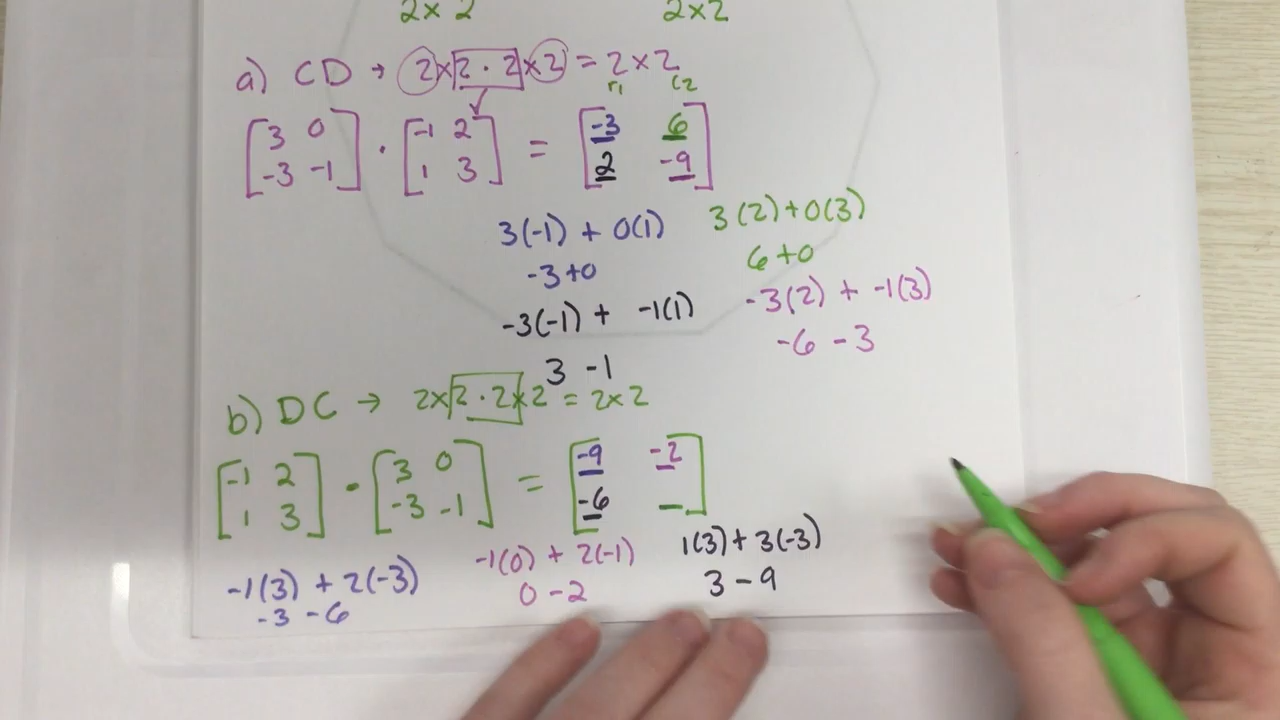 2x 2 2x2
a) CD → 2x2·2x2 = 2x2
r1 c2
[3 0 -3 -1] · [-1 2 1 3] = [-3 6 2 -9]
3(-1) + 0(1) 3(2)+0(3)
-3+0 6+0
-3(-1) + -1(1) -3(2) + -1(3)
3 -1 -6 -3
b) DC → 2x2·2x2 = 2x2
[-1 2 1 3] · [3 0 -3 -1] = [-9 -2 -6 _]
-1(3) + 2(-3) -1(0) + 2(-1) 1(3)+3(-3)
-3 -6 0 -2 3-9